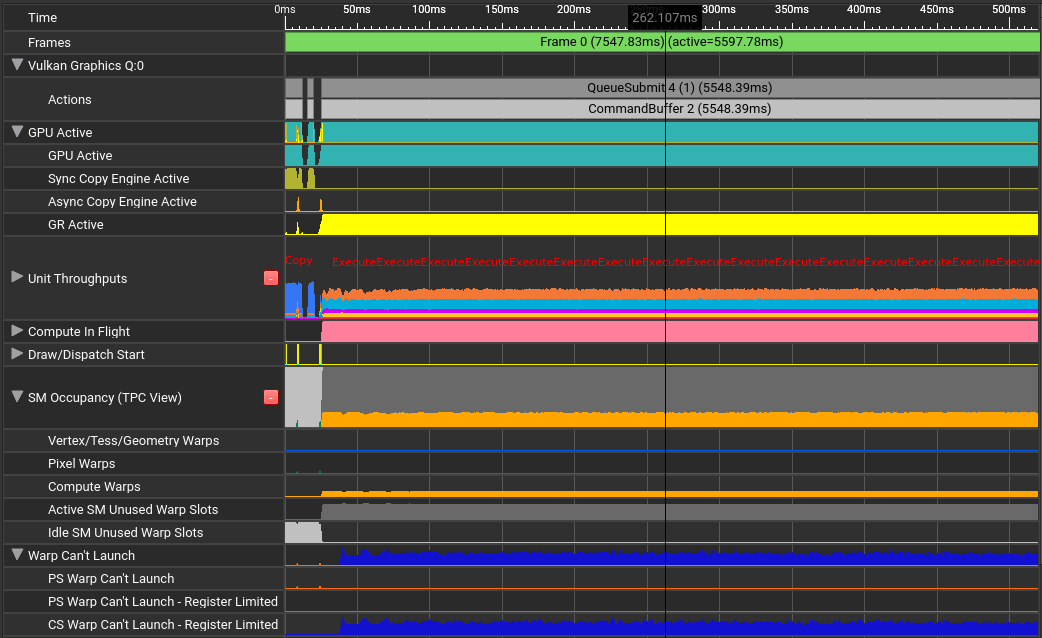 Time 0ms 50ms 100ms 150ms 200ms 262.107ms 300ms 350ms 400ms 450ms 500ms
Frames Frame 0 (7547.83ms) (active=5597.78ms)
Vulkan Graphics Q:0
Actions QueueSubmit 4 (1) (5548.39ms)
CommandBuffer 2 (5548.39ms)
GPU Active
GPU Active
Sync Copy Engine Active
Async Copy Engine Active
GR Active
Copy ExecuteExecuteExecuteExecuteExecuteExecuteExecuteExecuteExecuteExecuteExecuteExecuteExecuteExecuteExecuteExecute
Unit Throughputs -
Compute In Flight
Draw/Dispatch Start
SM Occupancy (TPC View) -
Vertex/Tess/Geometry Warps
Pixel Warps
Compute Warps
Active SM Unused Warp Slots
Idle SM Unused Warp Slots
Warp Can't Launch
PS Warp Can't Launch
PS Warp Can't Launch - Register Limited
CS Warp Can't Launch - Register Limited